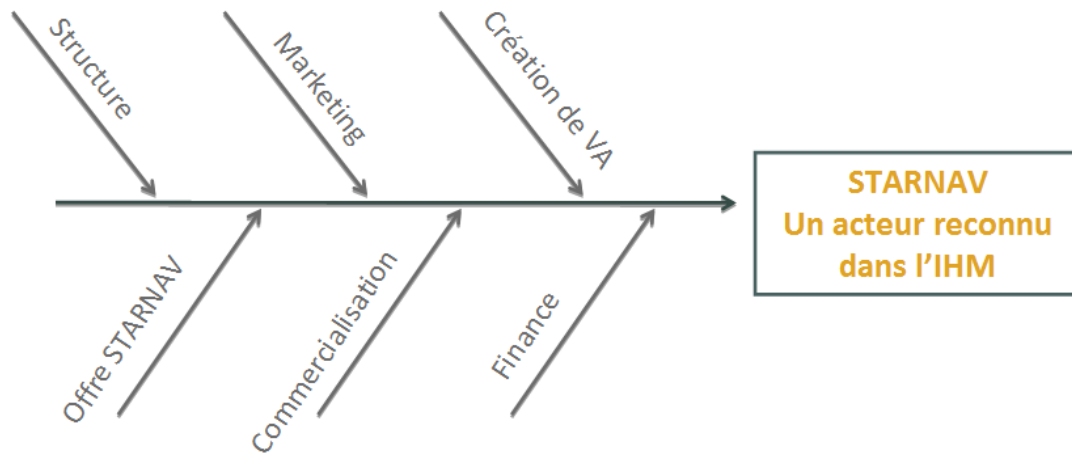 Structure
Marketing
Création de VA
STARNAV
Un acteur reconnu
dans l'IHM
Offre STARNAV
Commercialisation
Finance